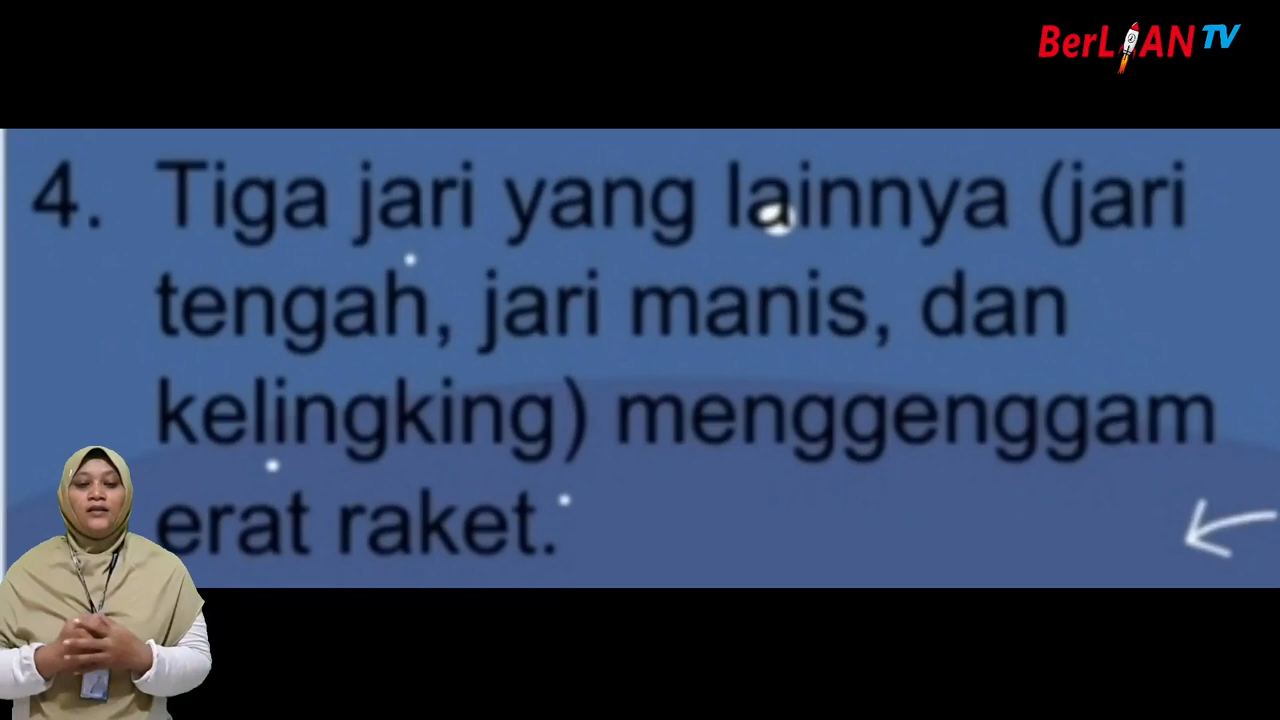 BerLIAN TV
4. Tiga jari yang lainnya (jari
tengah, jari manis, dan
kelingking) menggenggam
erat raket.